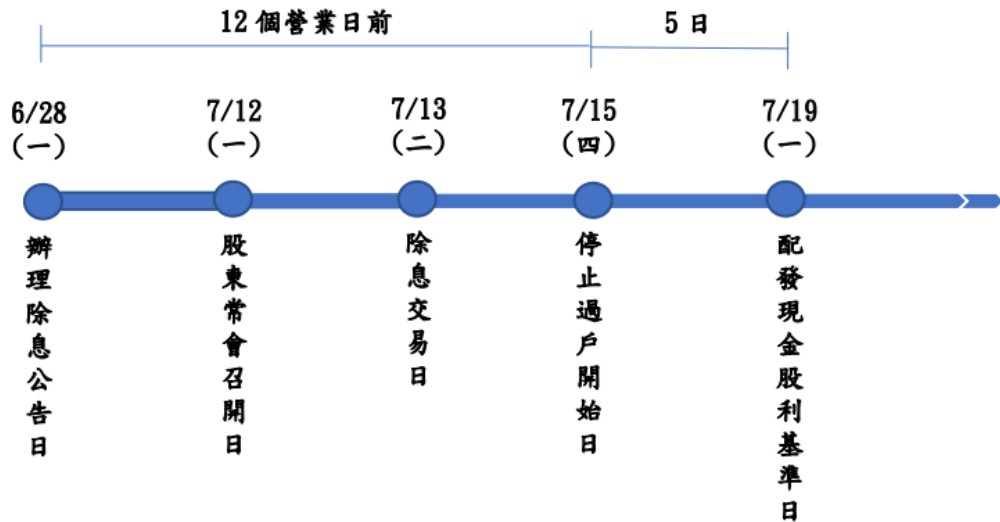 12 個營業日前
5 日
6/28
(一)
7/12
(一)
7/13
(二)
7/15
(四)
7/19
(一)
辦理除息公告日
股東常會召開日
除息交易日
停止過戶開始日
配發現金股利基準日